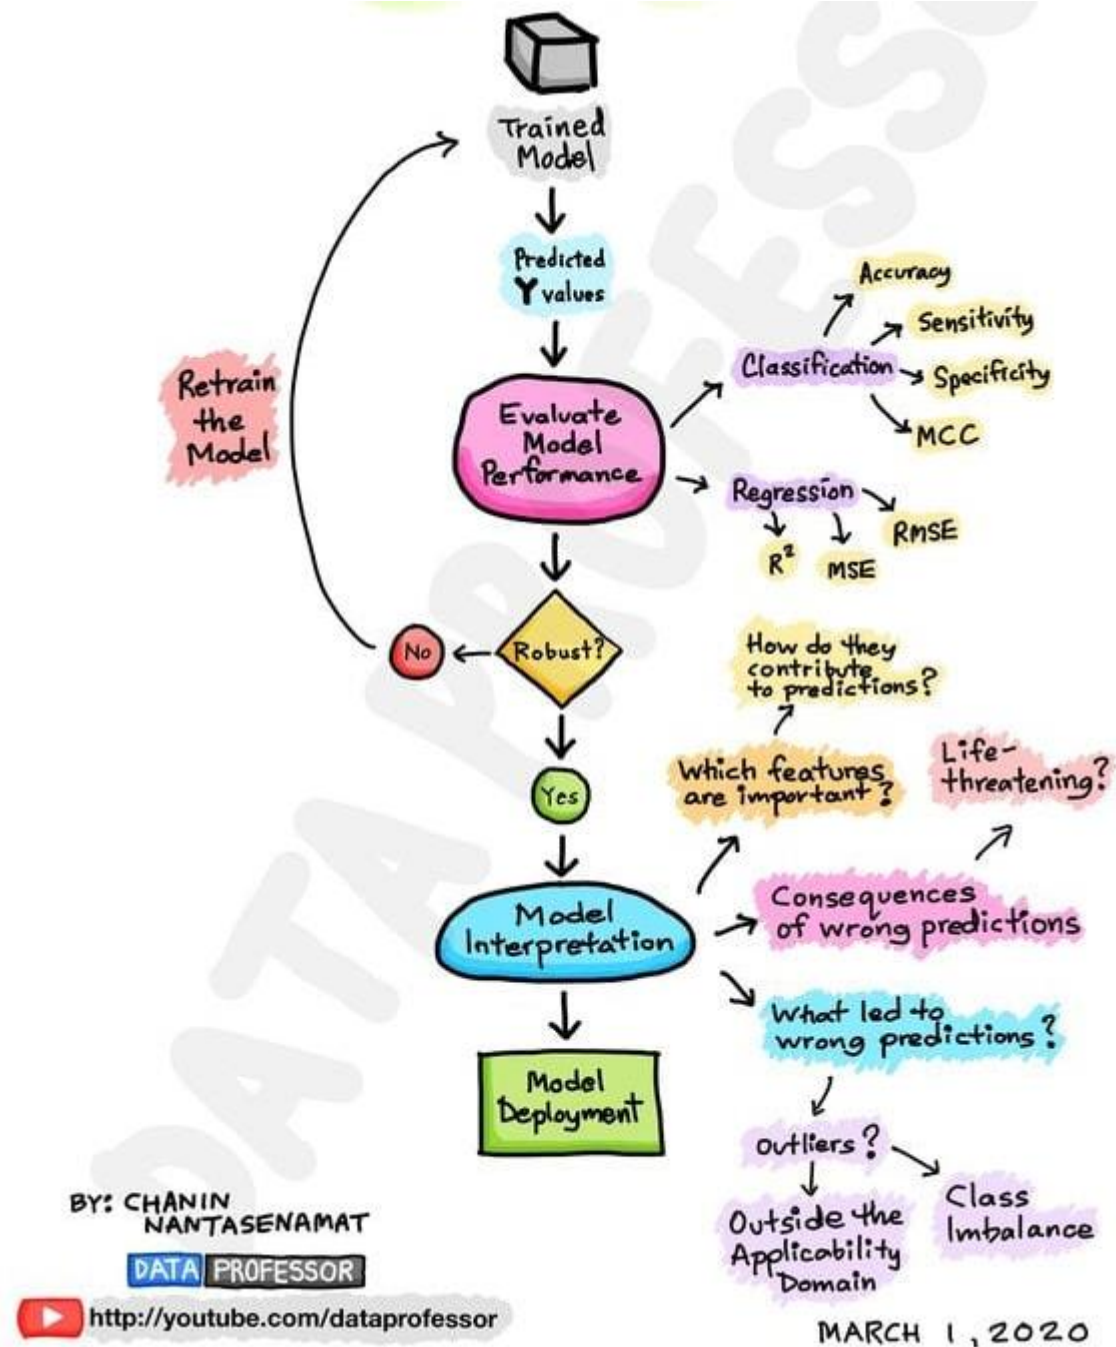 Trained
Model
Predicted
Y values
Evaluate
Model
Performance
Classification
Accuracy
Sensitivity
Specificity
MCC
Regression
R²
MSE
RMSE
Robust?
No
Retrain
the
Model
Yes
Model
Interpretation
Which features
are important?
How do they
contribute
to predictions?
Consequences
of wrong predictions
Life-
threatening?
What led to
wrong predictions?
Outliers?
Outside the
Applicability
Domain
Class
Imbalance
Model
Deployment
BY: CHANIN
NANTASENAMAT
DATA PROFESSOR
http://youtube.com/dataprofessor
MARCH 1, 2020
DATA PROFESSO